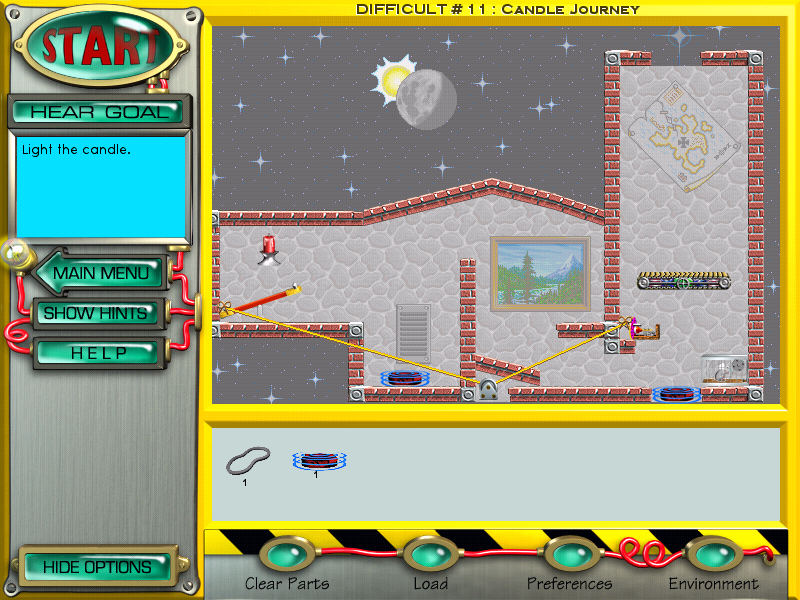 DIFFICULT # 11 : CANDLE JOURNEY
START
HEAR GOAL
Light the candle.
MAIN MENU
SHOW HINTS
HELP
HIDE OPTIONS
1
1
Clear Parts
Load
Preferences
Environment